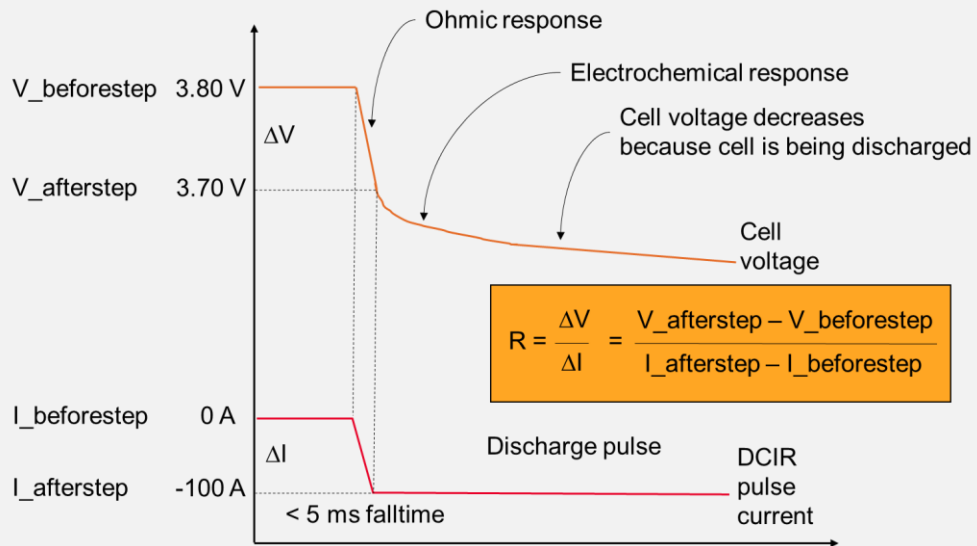 Ohmic response
V_beforestep 3.80 V
Electrochemical response
ΔV
Cell voltage decreases
because cell is being discharged
V_afterstep 3.70 V
Cell
voltage
R = ΔV / ΔI = V_afterstep – V_beforestep / I_afterstep – I_beforestep
I_beforestep 0 A
ΔI
Discharge pulse
I_afterstep -100 A
DCIR
pulse
current
< 5 ms falltime